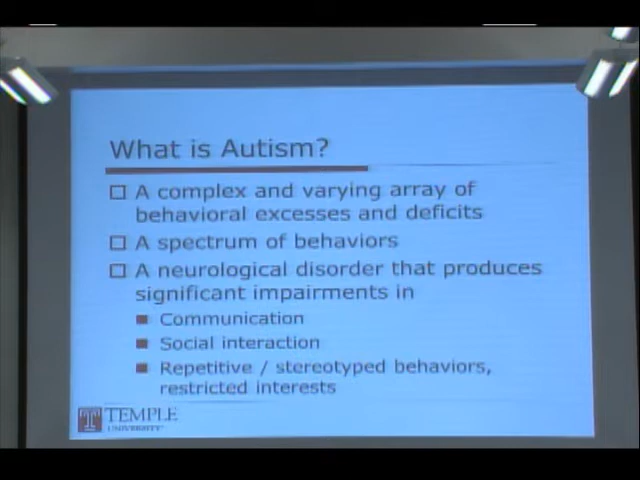 What is Autism?
A complex and varying array of
behavioral excesses and deficits
A spectrum of behaviors
A neurological disorder that produces
significant impairments in
Communication
Social interaction
Repetitive / stereotyped behaviors,
restricted interests
T TEMPLE
UNIVERSITY